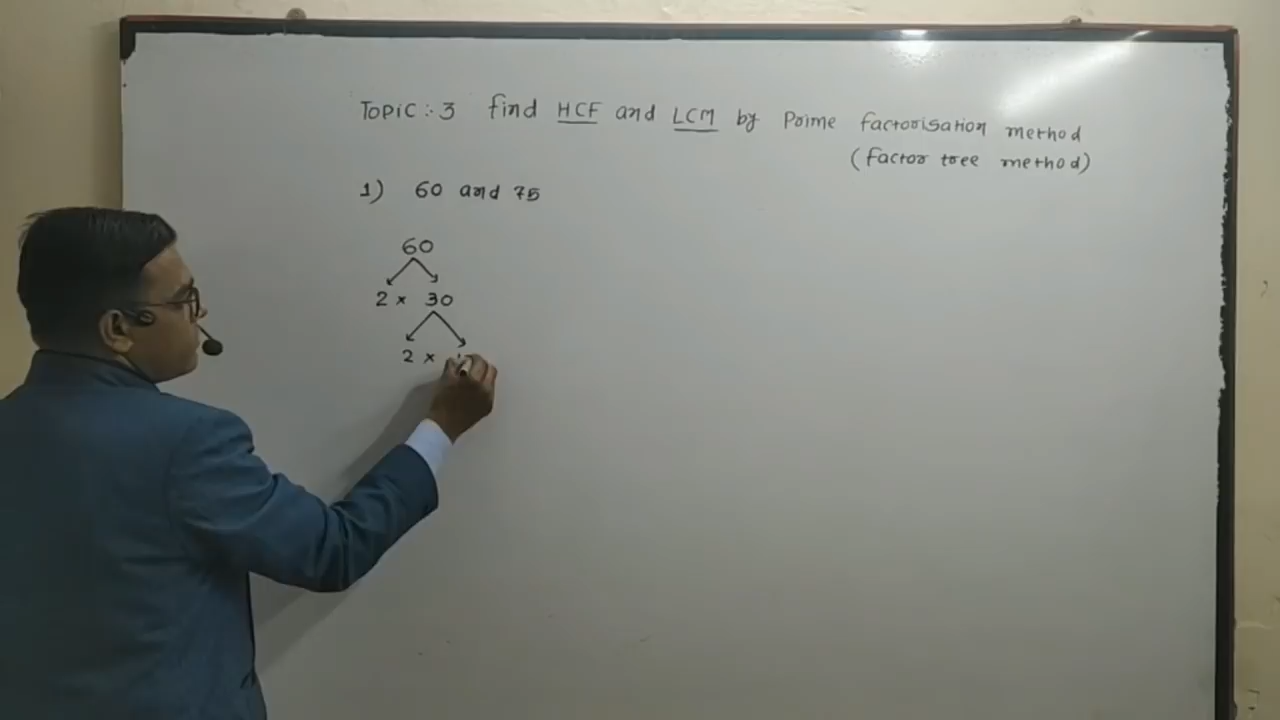 TOPIC :- 3 find HCF and LCM by Prime factorisation method
(factor tree method)
1) 60 and 75
60
2 × 30
2 ×